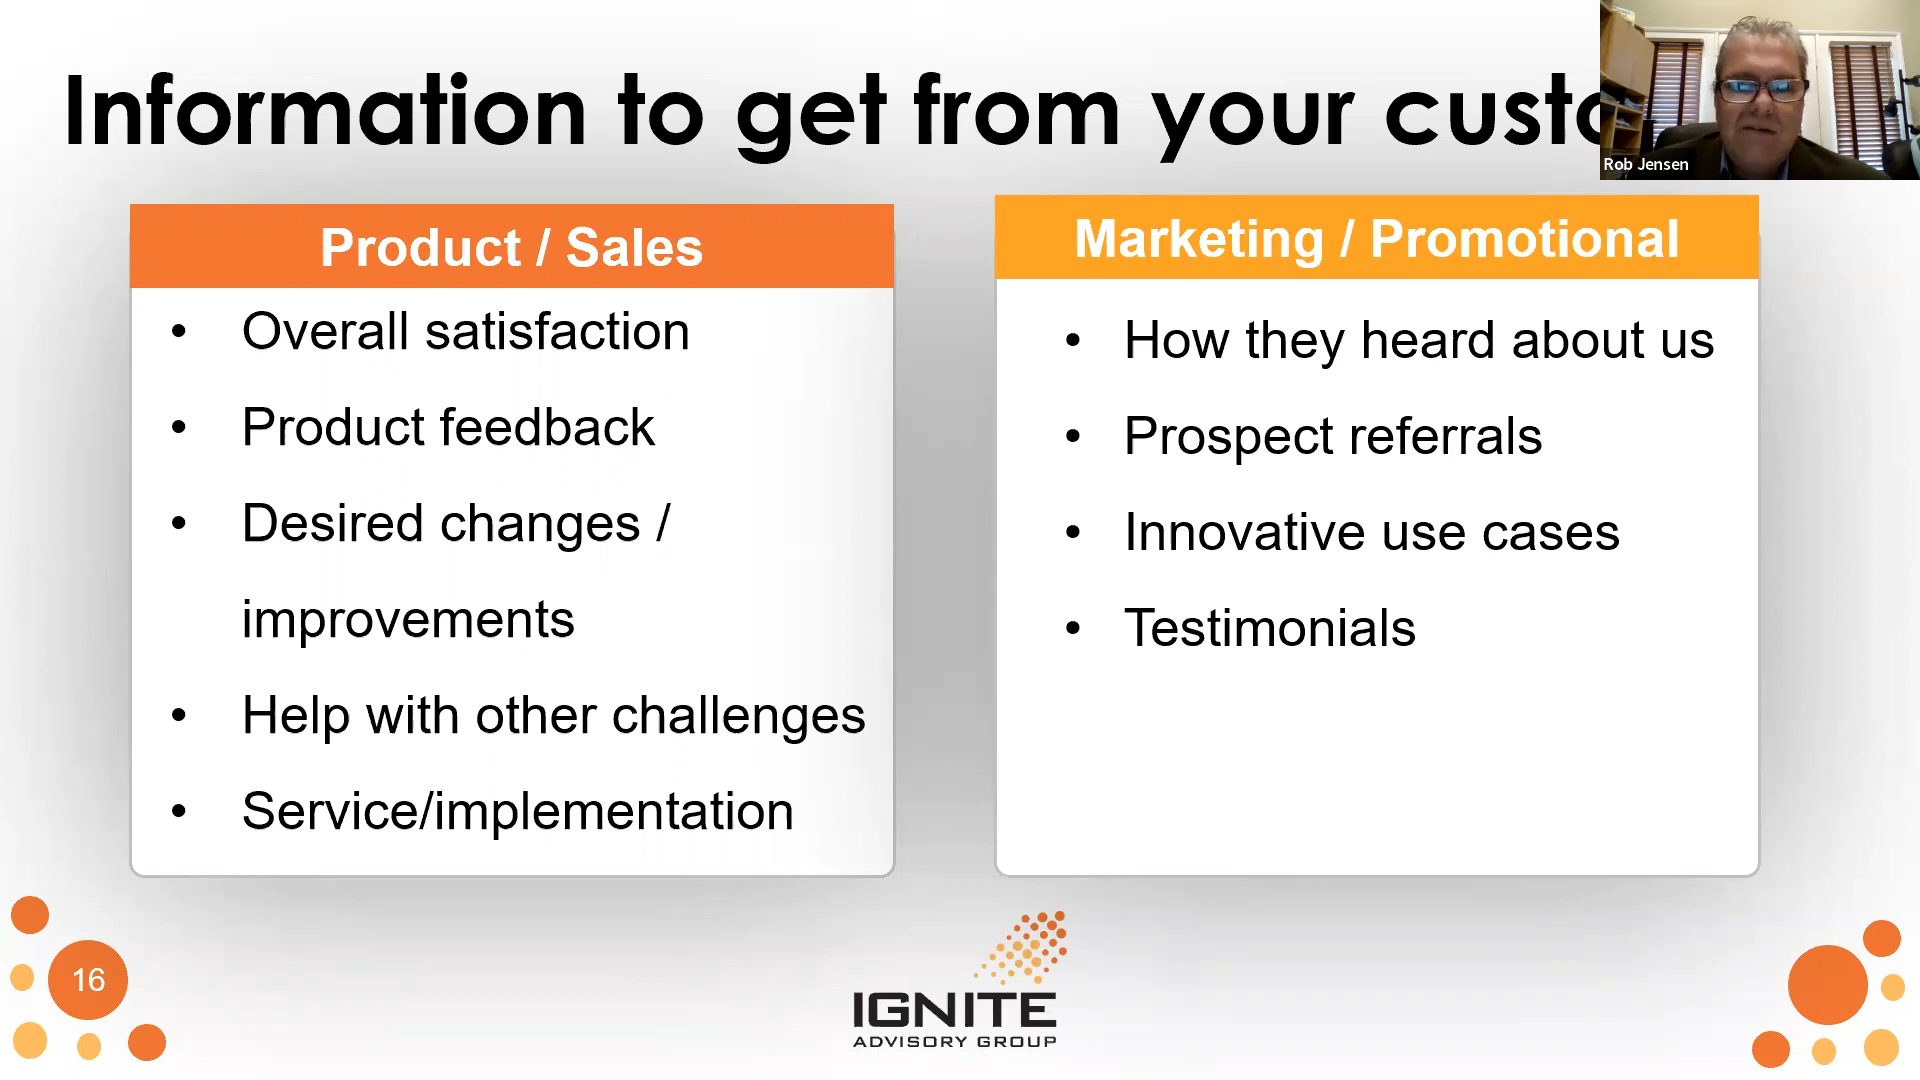 Information to get from your
Rob Jensen
Product / Sales
• Overall satisfaction
• Product feedback
• Desired changes /
improvements
• Help with other challenges
• Service/implementation
Marketing / Promotional
• How they heard about us
• Prospect referrals
• Innovative use cases
• Testimonials
16
IGNITE
ADVISORY GROUP